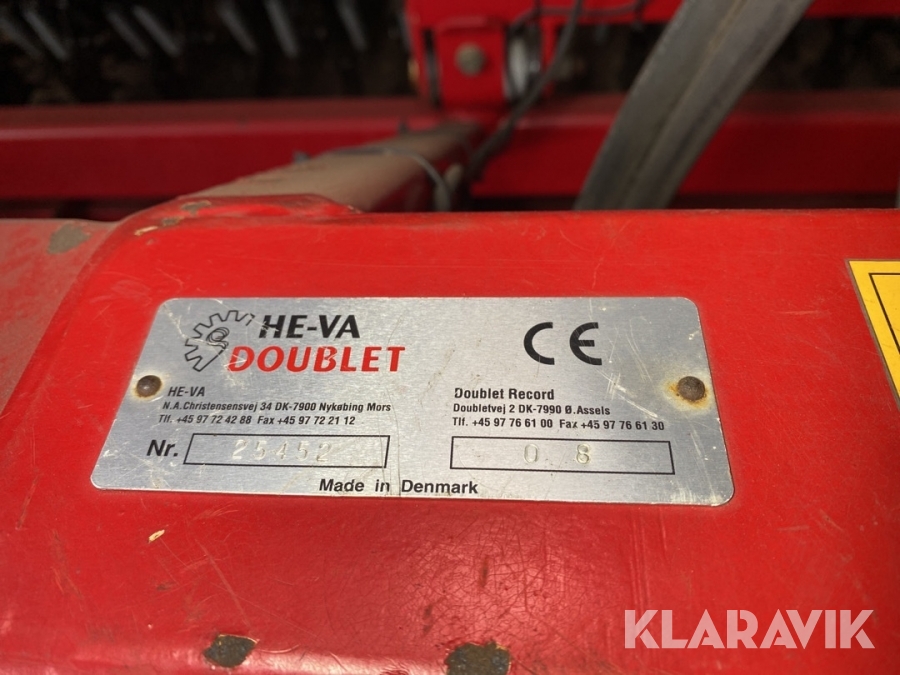 HE-VA
DOUBLET
CE
HE-VA
N.A.Christensensvej 34 DK-7900 Nykøbing Mors
Tlf. +45 97 72 42 88 Fax +45 97 72 21 12
Doublet Record
Doubletvej 2 DK-7990 Ø.Assels
Tlf. +45 97 76 61 00 Fax +45 97 76 61 30
Nr. 25452
08
Made in Denmark
KLARAVIK